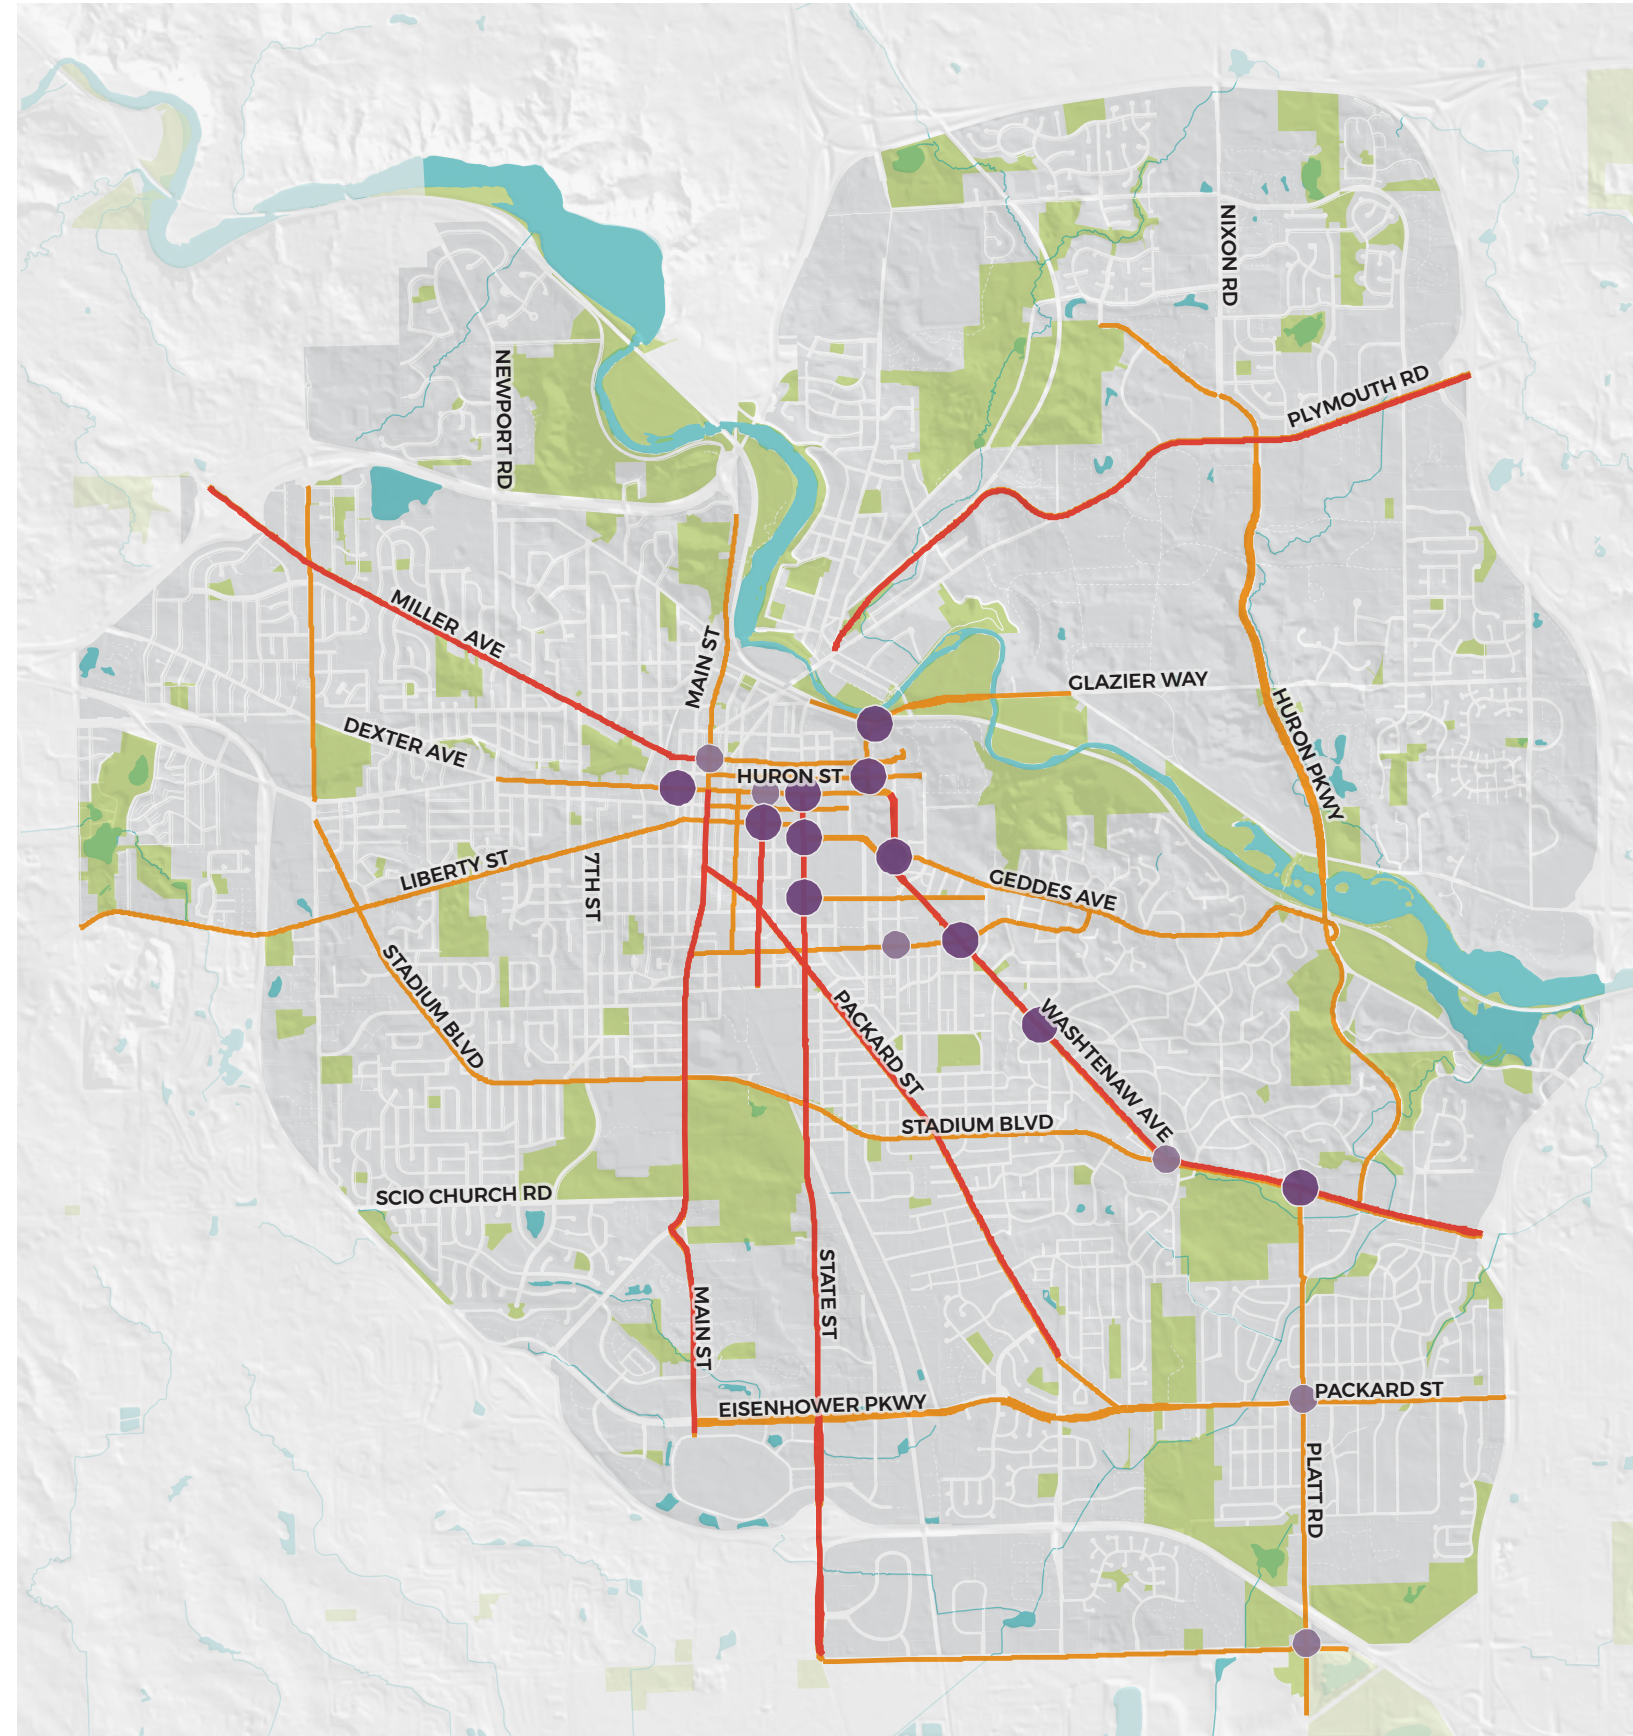 NIXON RD
PLYMOUTH RD
NEWPORT RD
MILLER AVE
MAIN ST
GLAZIER WAY
HURON PKWY
DEXTER AVE
HURON ST
LIBERTY ST
7TH ST
GEDDES AVE
STADIUM BLVD
PACKARD ST
WASHTENAW AVE
STADIUM BLVD
SCIO CHURCH RD
STATE ST
MAIN ST
EISENHOWER PKWY
PACKARD ST
PLATT RD